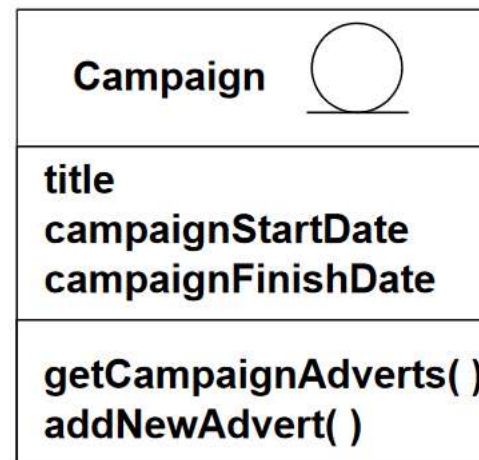 Campaign
title
campaignStartDate
campaignFinishDate
getCampaignAdverts( )
addNewAdvert( )